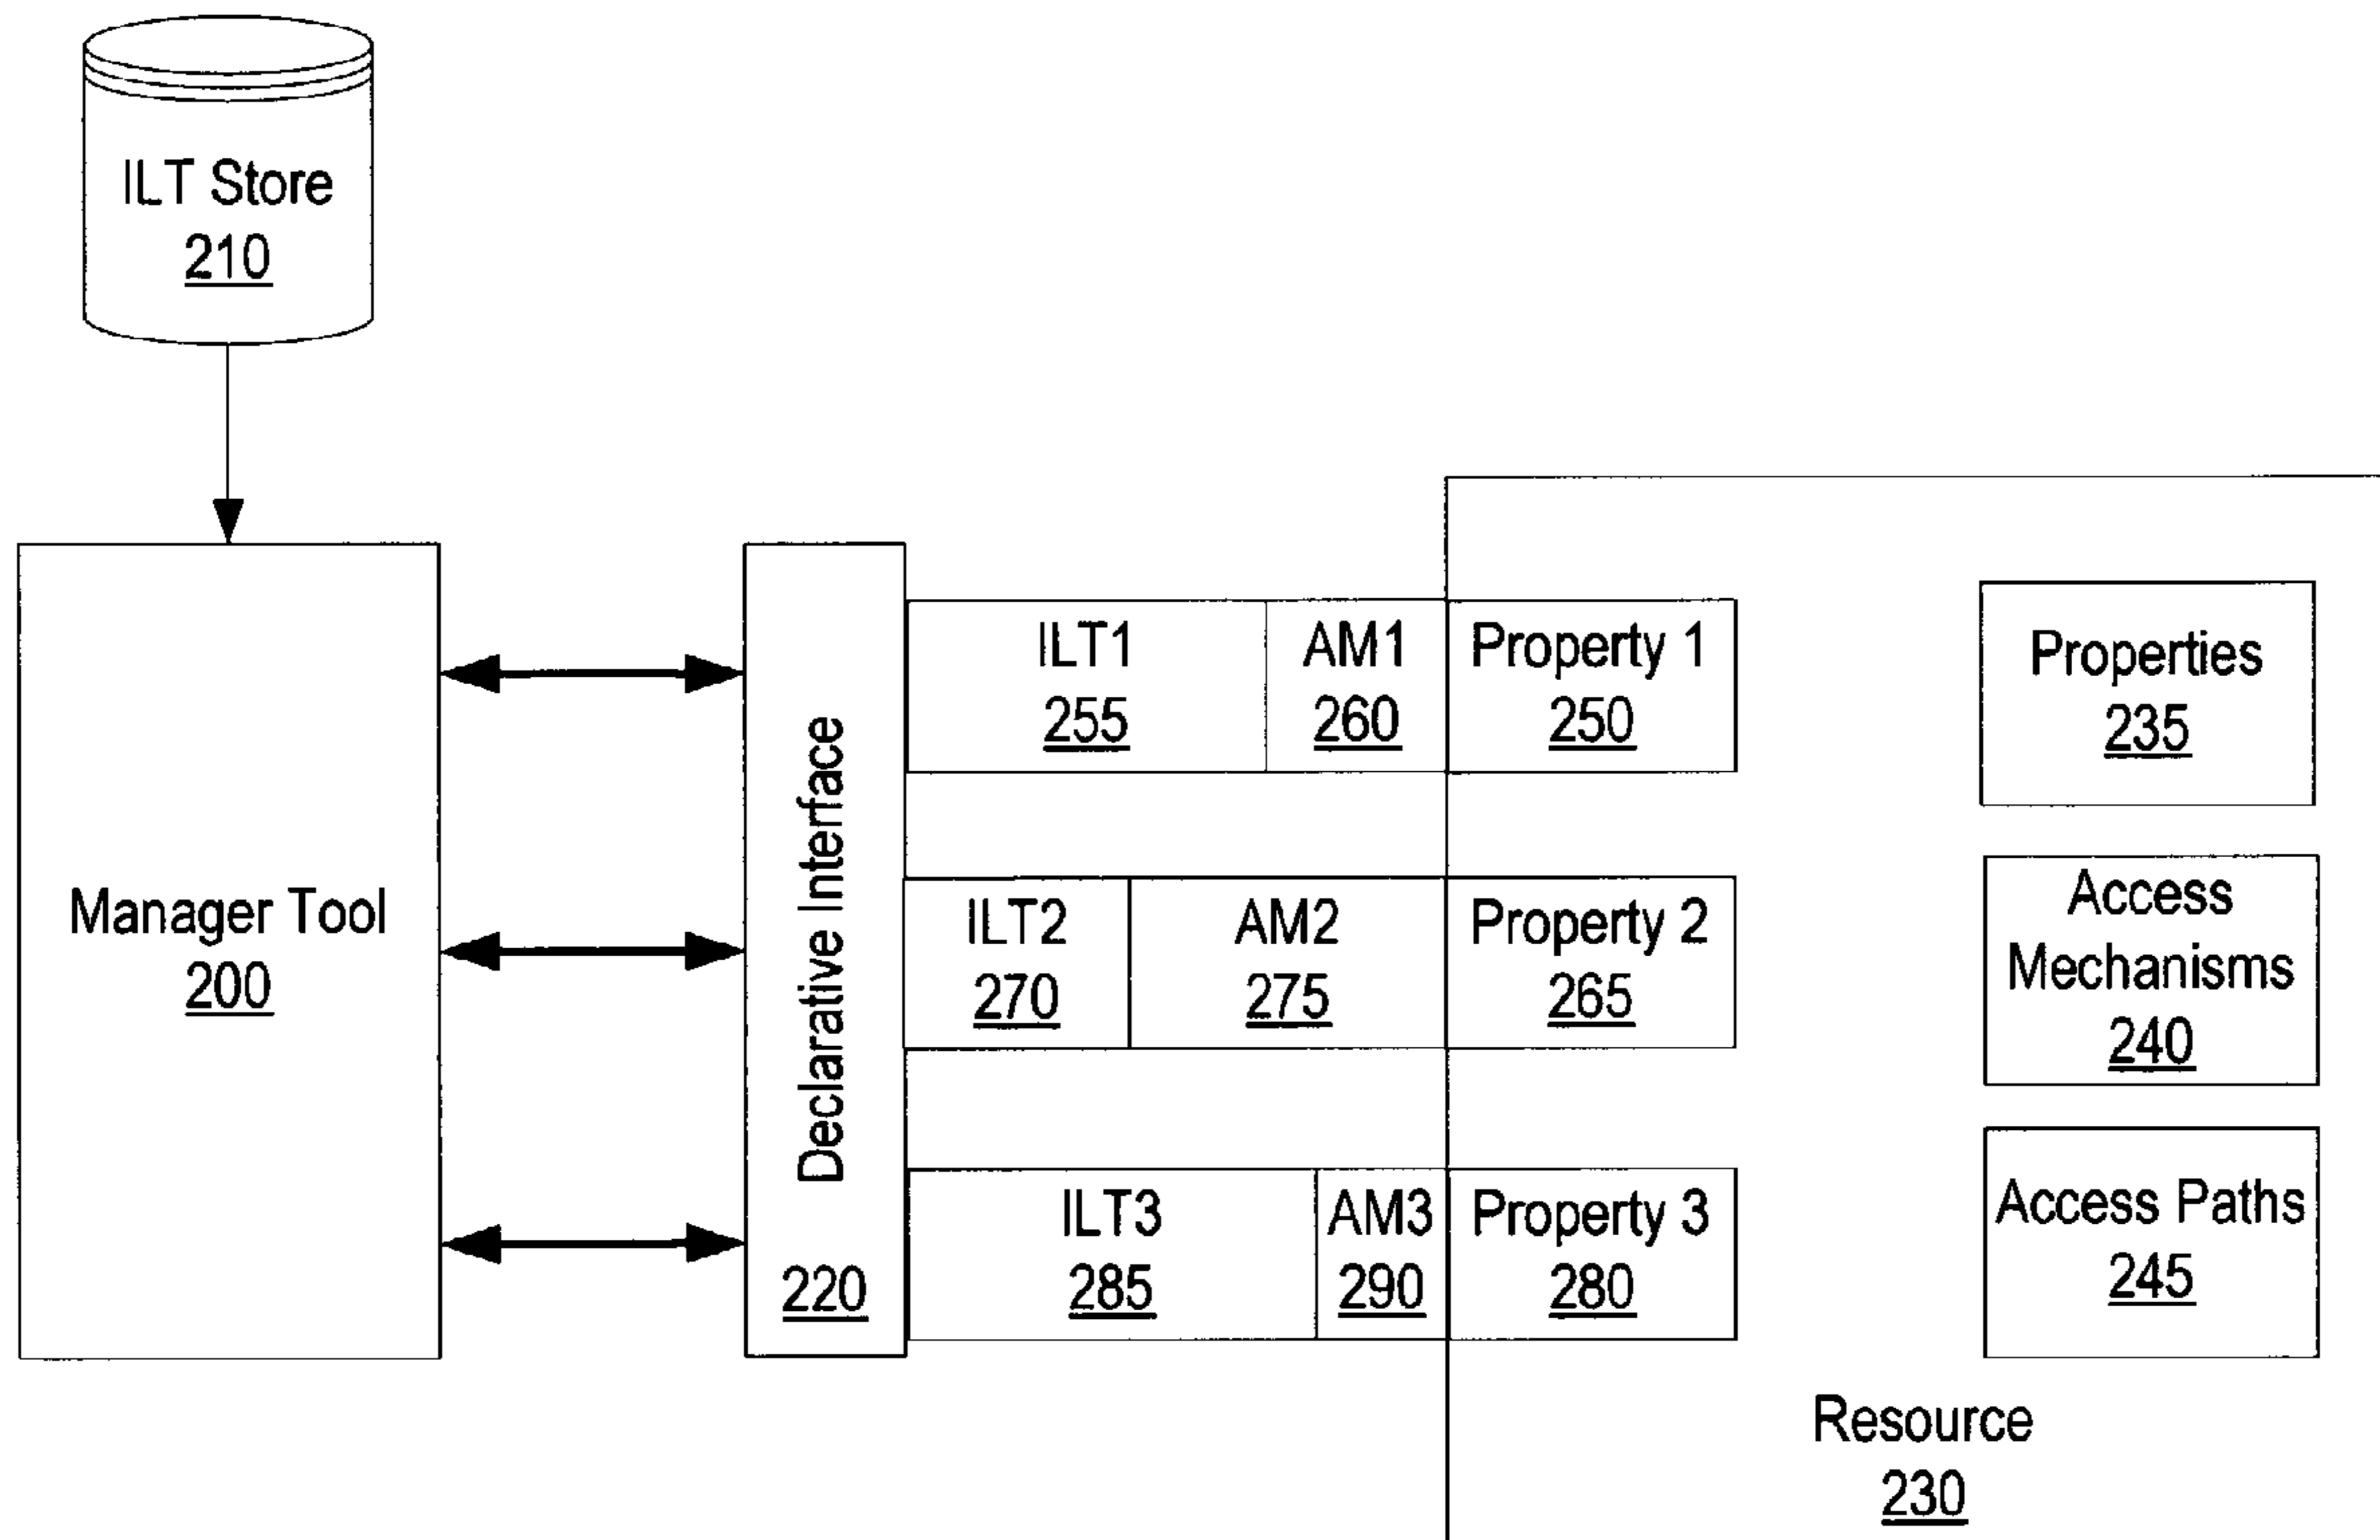 ILT Store
210
Manager Tool
200
Declarative Interface
220
ILT1
255
AM1
260
Property 1
250
ILT2
270
AM2
275
Property 2
265
ILT3
285
AM3
290
Property 3
280
Properties
235
Access
Mechanisms
240
Access Paths
245
Resource
230